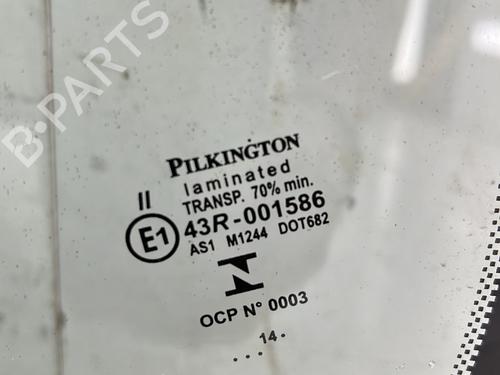 B-PARTS
PILKINGTON
laminated
TRANSP. 70% min.
II
E1 43R-001586
AS1 M1244 DOT682
OCP N° 0003
. 14 .
. . . .